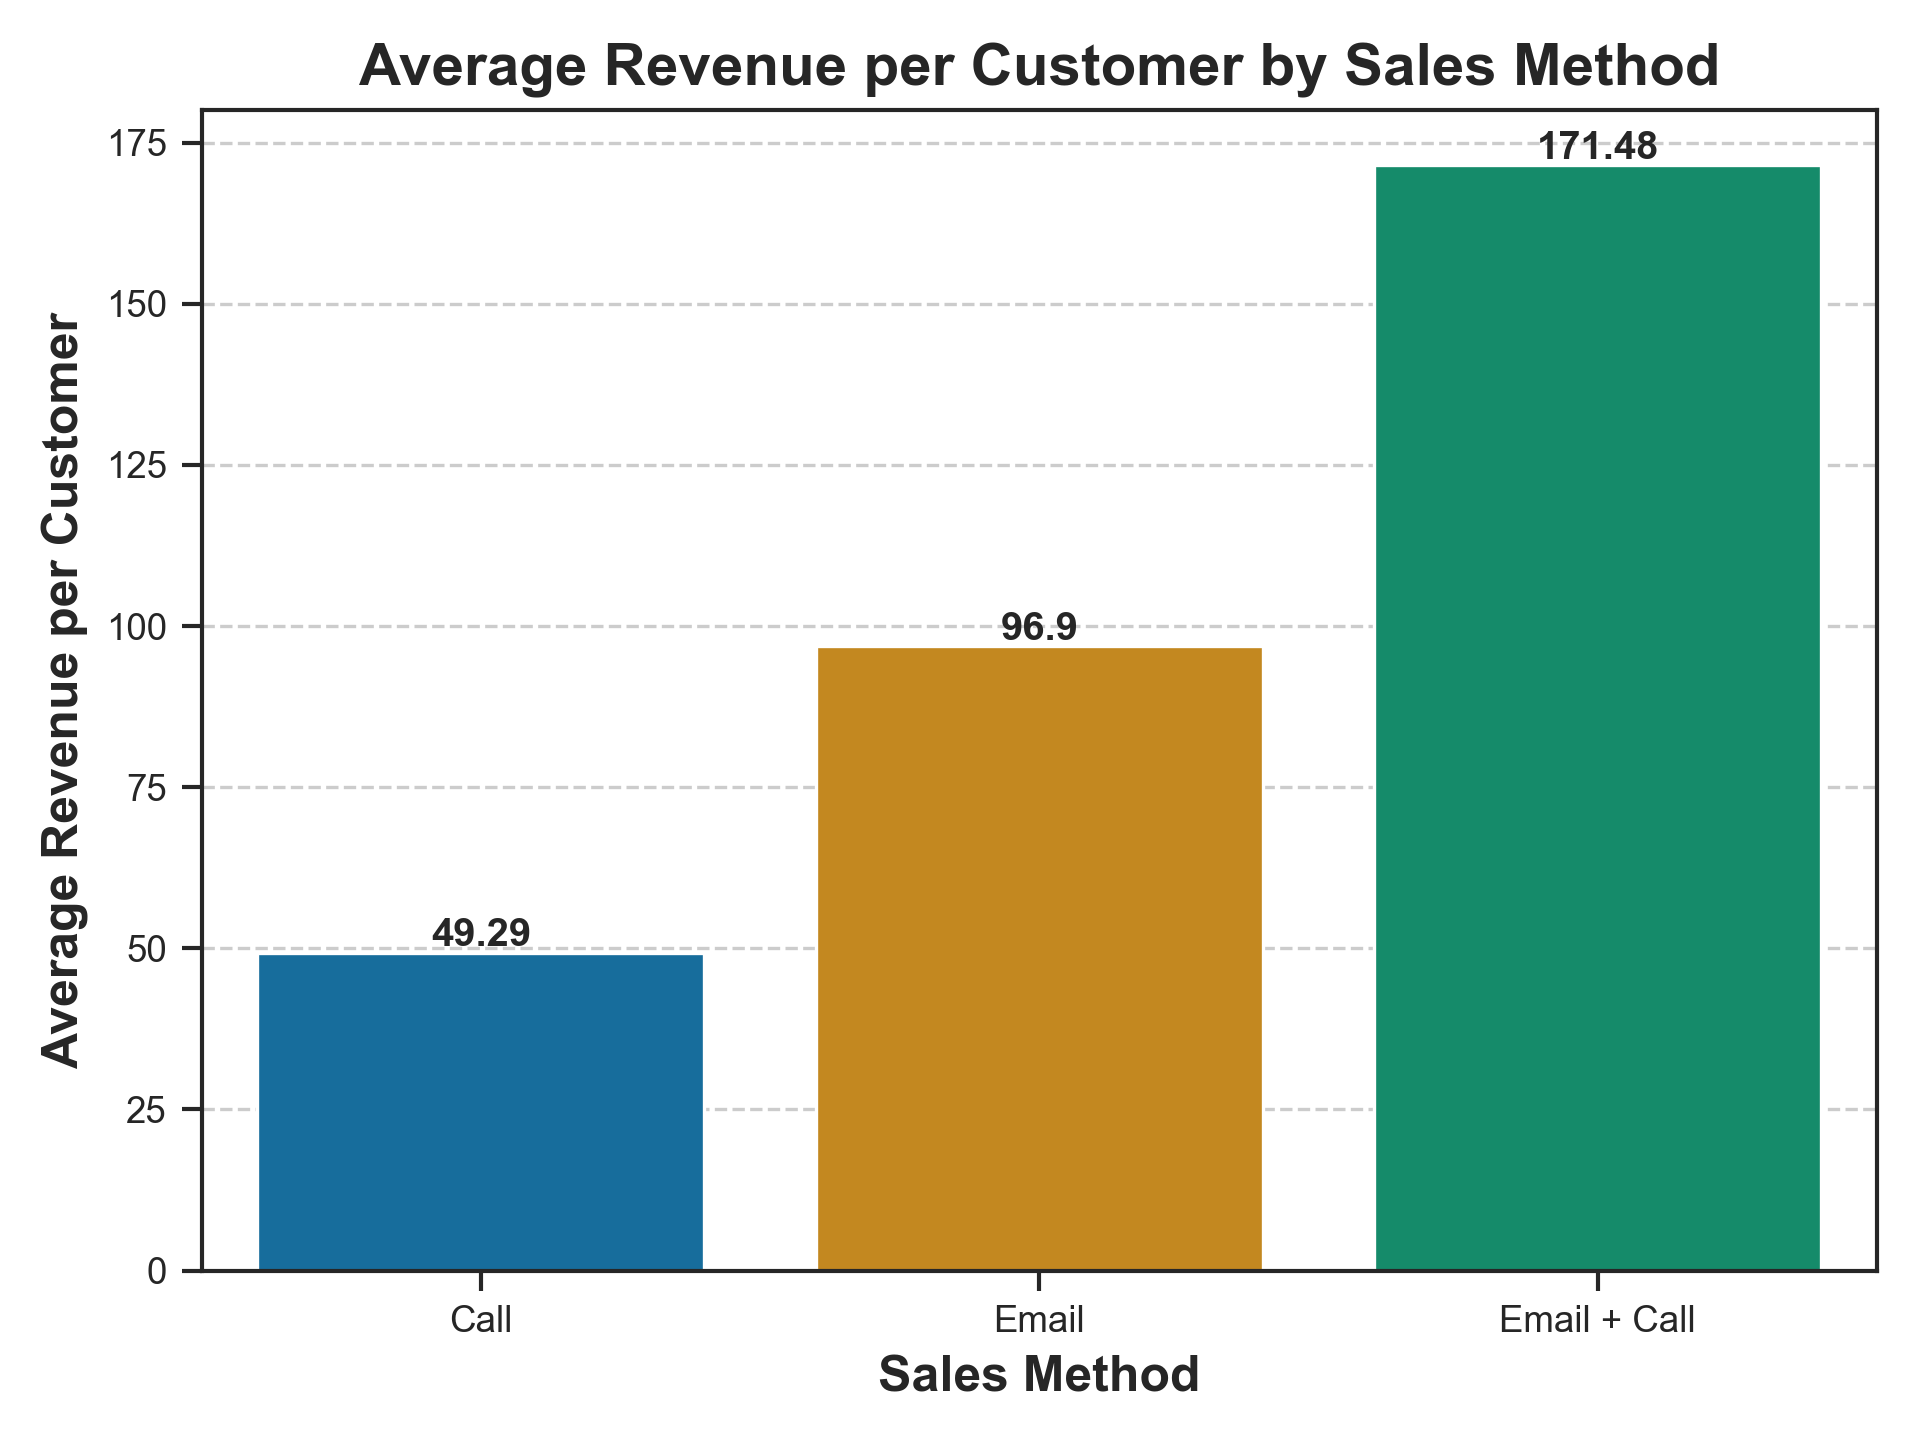 Average Revenue per Customer by Sales Method
Average Revenue per Customer
175
150
125
100
75
50
25
0
49.29
96.9
171.48
Call
Email
Email + Call
Sales Method